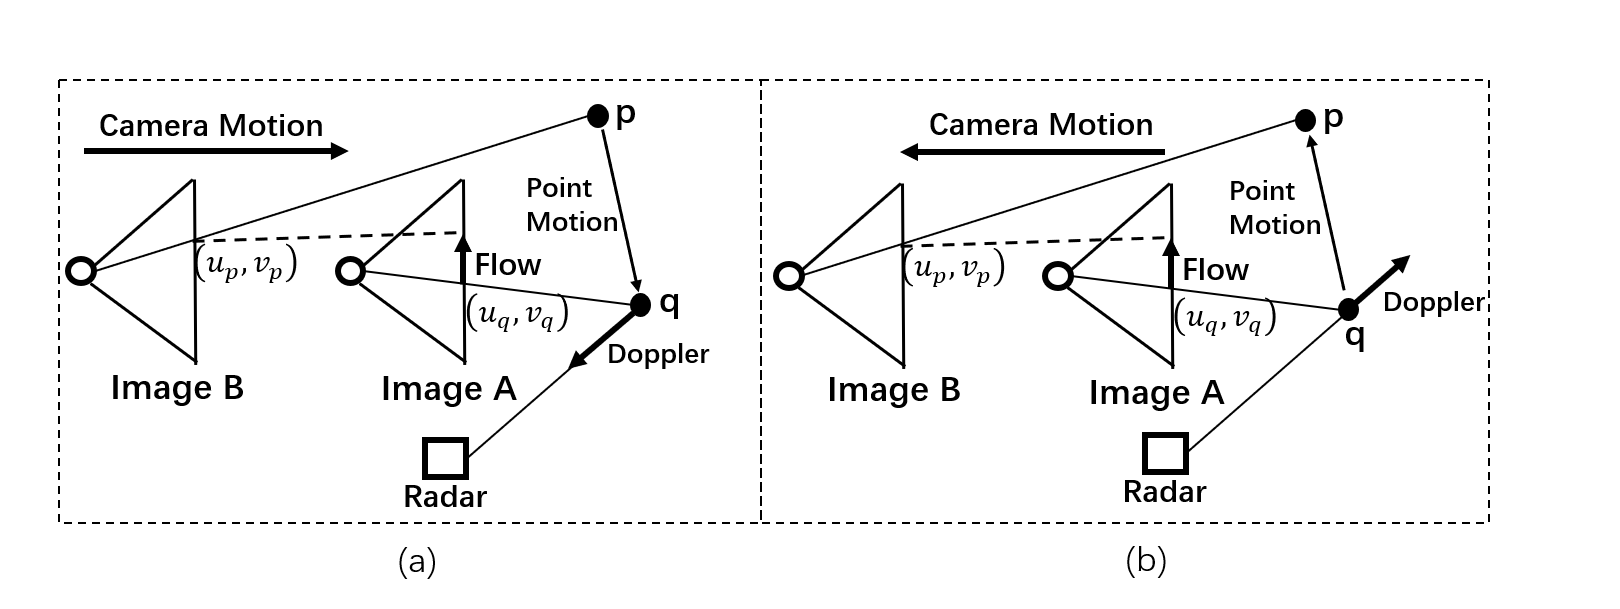 Camera Motion
p
Point
Motion
(u_p, v_p)
Flow
(u_q, v_q)
q
Doppler
Image B
Image A
Radar
(a)
Camera Motion
p
Point
Motion
(u_p, v_p)
Flow
(u_q, v_q)
Doppler
q
Image B
Image A
Radar
(b)